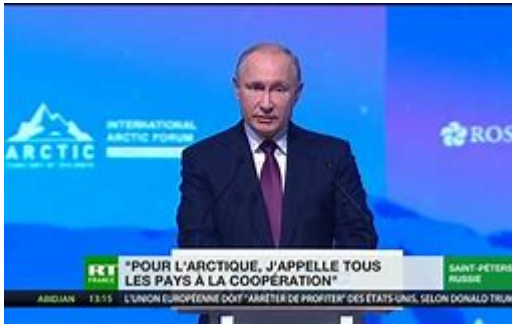 INTERNATIONAL
ARCTIC FORUM
ARCTIC
ROS
RT
FRANCE
"POUR L'ARCTIQUE, J'APPELLE TOUS
LES PAYS À LA COOPÉRATION"
SAINT-PÉTERS
RUSSIE
ABIDJAN 13:15 L'UNION EUROPÉENNE DOIT "ARRÊTER DE PROFITER" DES ÉTATS-UNIS, SELON DONALD TRUM